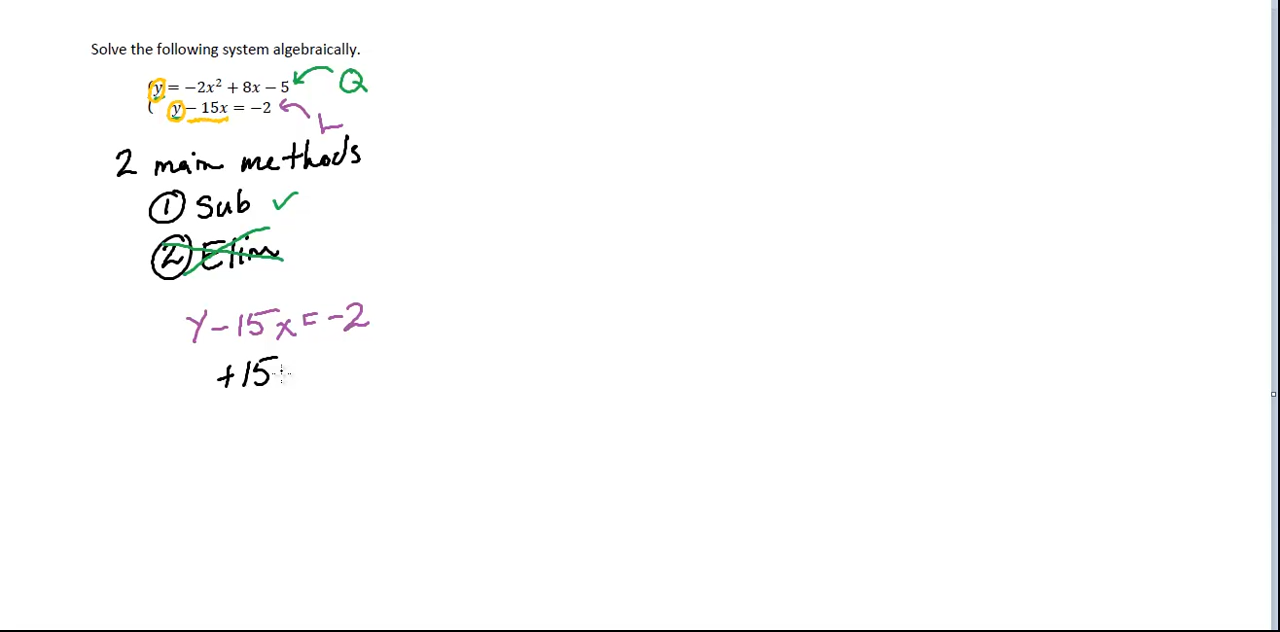 Solve the following system algebraically.
y = −2x² + 8x − 5 Q
y − 15x = −2
L
2 main methods
① Sub ✓
② Elim
y - 15x = -2
+15